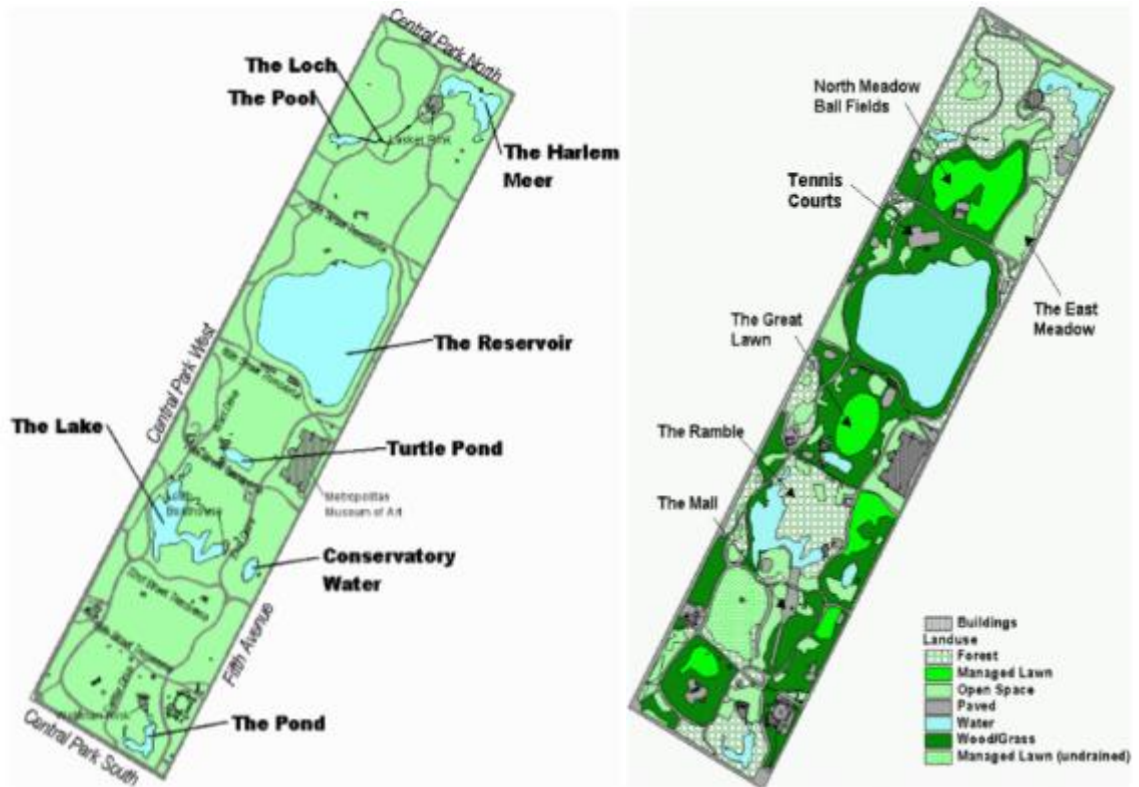 Central Park North
The Loch
The Pool
Lasker Rink
The Harlem
Meer
The Reservoir
Central Park West
The Lake
Turtle Pond
Metropolitan
Museum of Art
Conservatory
Water
Fifth Avenue
The Pond
Central Park South
North Meadow
Ball Fields
Tennis
Courts
The East
Meadow
The Great
Lawn
The Ramble
The Mall
Buildings
Landuse
Forest
Managed Lawn
Open Space
Paved
Water
Wood/Grass
Managed Lawn (undrained)